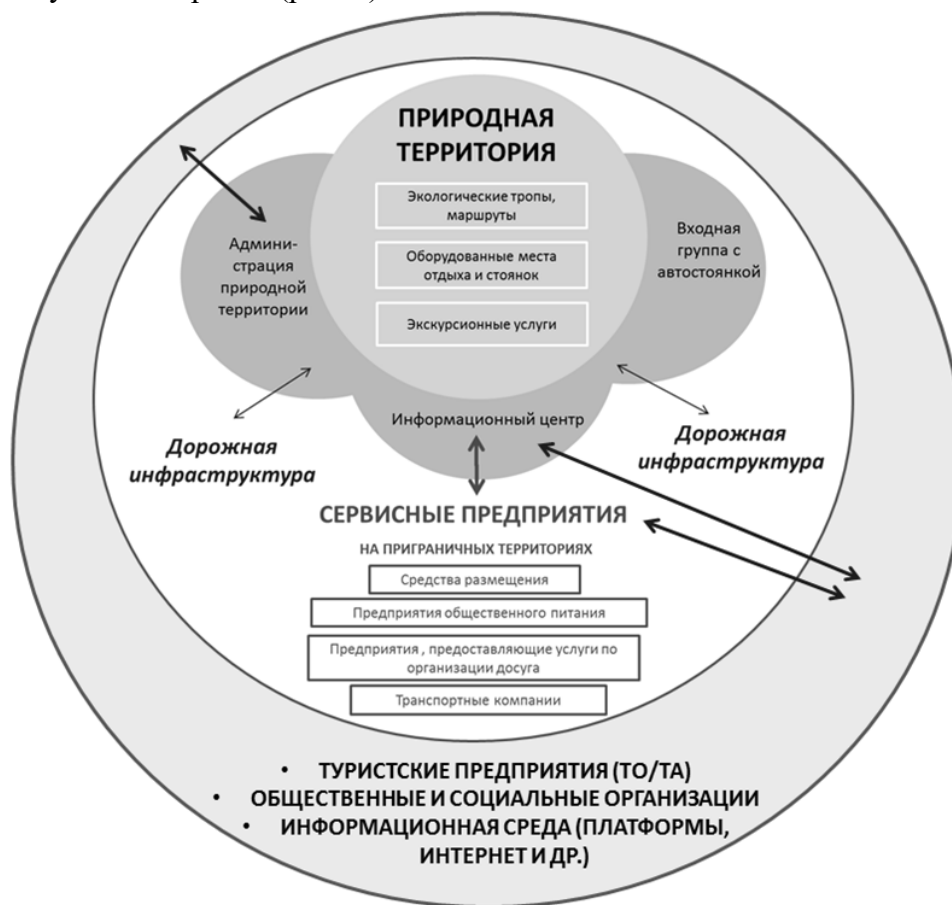 ПРИРОДНАЯ
ТЕРРИТОРИЯ
Экологические тропы,
маршруты
Оборудованные места
отдыха и стоянок
Экскурсионные услуги
Админи-
страция
природной
территории
Входная
группа с
автостоянкой
Информационный центр
Дорожная
инфраструктура
Дорожная
инфраструктура
СЕРВИСНЫЕ ПРЕДПРИЯТИЯ
НА ПРИГРАНИЧНЫХ ТЕРРИТОРИЯХ
Средства размещения
Предприятия общественного питания
Предприятия , предоставляющие услуги по
организации досуга
Транспортные компании
• ТУРИСТСКИЕ ПРЕДПРИЯТИЯ (ТО/ТА)
• ОБЩЕСТВЕННЫЕ И СОЦИАЛЬНЫЕ ОРГАНИЗАЦИИ
• ИНФОРМАЦИОННАЯ СРЕДА (ПЛАТФОРМЫ,
ИНТЕРНЕТ И ДР.)